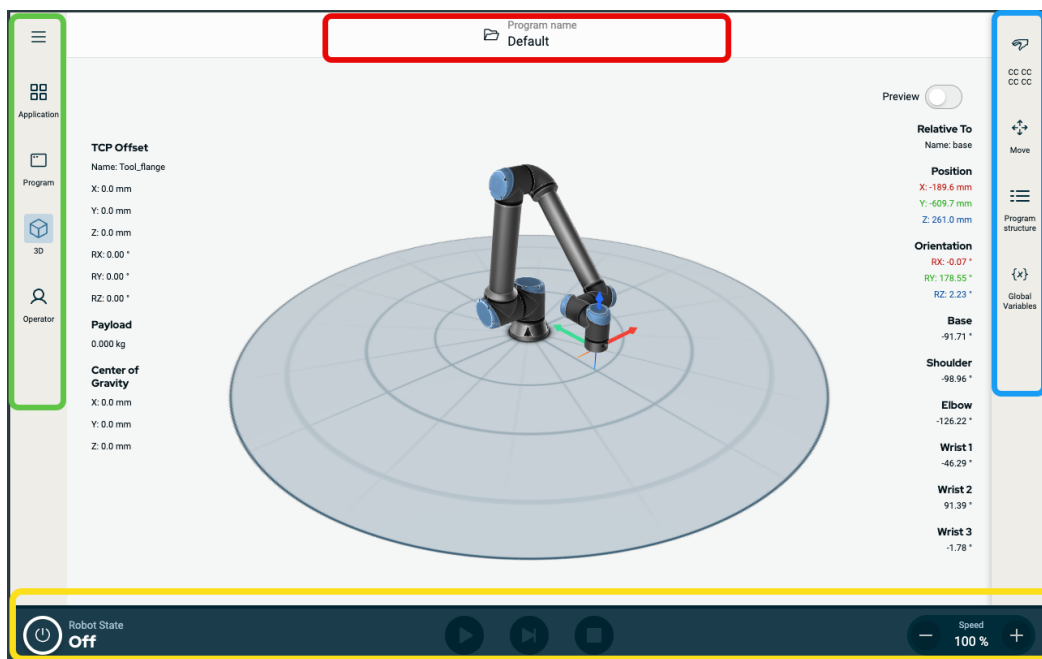 Program name
Default
Application
Program
3D
Operator
TCP Offset
Name: Tool_flange
X: 0.0 mm
Y: 0.0 mm
Z: 0.0 mm
RX: 0.00 °
RY: 0.00 °
RZ: 0.00 °
Payload
0.000 kg
Center of
Gravity
X: 0.0 mm
Y: 0.0 mm
Z: 0.0 mm
Preview
Relative To
Name: base
Position
X: -189.6 mm
Y: -609.7 mm
Z: 261.0 mm
Orientation
RX: -0.07 °
RY: 178.55 °
RZ: 2.23 °
Base
-91.71 °
Shoulder
-98.96 °
Elbow
-126.22 °
Wrist 1
-46.29 °
Wrist 2
91.39 °
Wrist 3
-1.78 °
CC CC
CC CC
Move
Program
structure
{x}
Global
Variables
Robot State
Off
Speed
100 %